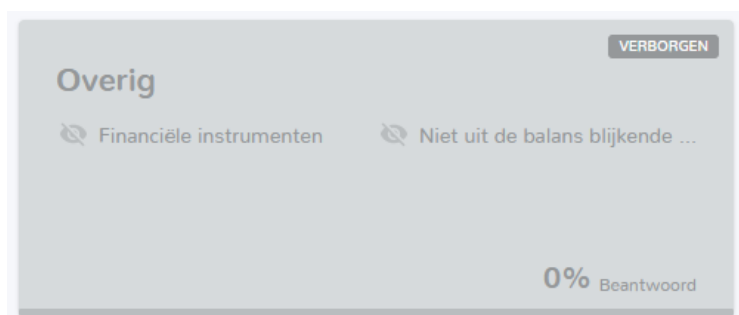 VERBORGEN
Overig
Financiële instrumenten
Niet uit de balans blijkende ...
0% Beantwoord